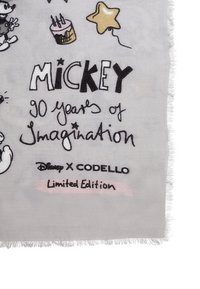 MiCKEY
90 years of
Imagination
Disney X CODELLO
Limited Edition